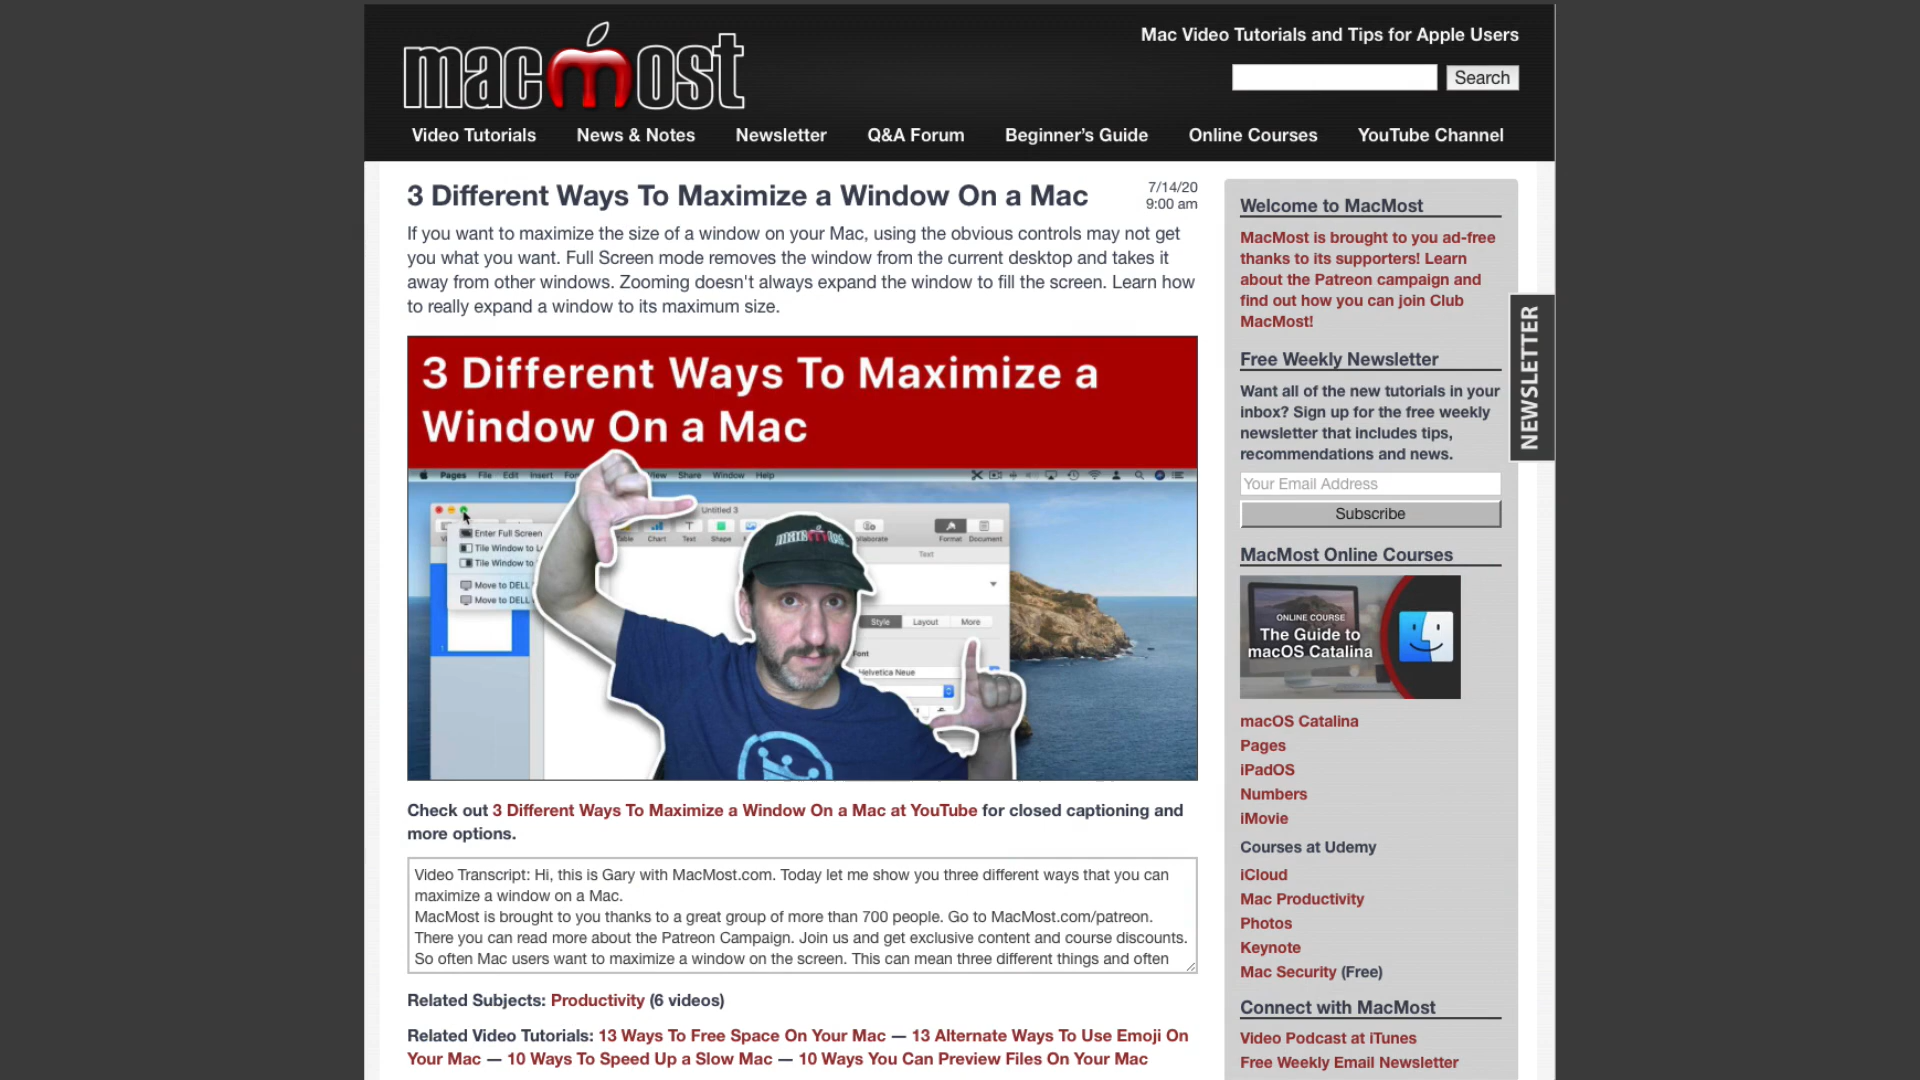 macmost
Mac Video Tutorials and Tips for Apple Users
Search
Video Tutorials
News & Notes
Newsletter
Q&A Forum
Beginner's Guide
Online Courses
YouTube Channel
3 Different Ways To Maximize a Window On a Mac
7/14/20
9:00 am
If you want to maximize the size of a window on your Mac, using the obvious controls may not get
you what you want. Full Screen mode removes the window from the current desktop and takes it
away from other windows. Zooming doesn't always expand the window to fill the screen. Learn how
to really expand a window to its maximum size.
3 Different Ways To Maximize a
Window On a Mac
Pages File Edit Insert View Share Window Help
Untitled 3
Enter Full Screen
Tile Window to
Tile Window to
Move to DELL
Move to DELL
Chart Text Shape
Format Document
Text
macmost
Style Layout More
Font
Helvetica Neue
1
Check out 3 Different Ways To Maximize a Window On a Mac at YouTube for closed captioning and
more options.
Video Transcript: Hi, this is Gary with MacMost.com. Today let me show you three different ways that you can
maximize a window on a Mac.
MacMost is brought to you thanks to a great group of more than 700 people. Go to MacMost.com/patreon.
There you can read more about the Patreon Campaign. Join us and get exclusive content and course discounts.
So often Mac users want to maximize a window on the screen. This can mean three different things and often
Related Subjects: Productivity (6 videos)
Related Video Tutorials: 13 Ways To Free Space On Your Mac — 13 Alternate Ways To Use Emoji On
Your Mac — 10 Ways To Speed Up a Slow Mac — 10 Ways You Can Preview Files On Your Mac
Welcome to MacMost
MacMost is brought to you ad-free
thanks to its supporters! Learn
about the Patreon campaign and
find out how you can join Club
MacMost!
Free Weekly Newsletter
Want all of the new tutorials in your
inbox? Sign up for the free weekly
newsletter that includes tips,
recommendations and news.
Your Email Address
Subscribe
NEWSLETTER
MacMost Online Courses
ONLINE COURSE
The Guide to
macOS Catalina
macOS Catalina
Pages
iPadOS
Numbers
iMovie
Courses at Udemy
iCloud
Mac Productivity
Photos
Keynote
Mac Security (Free)
Connect with MacMost
Video Podcast at iTunes
Free Weekly Email Newsletter